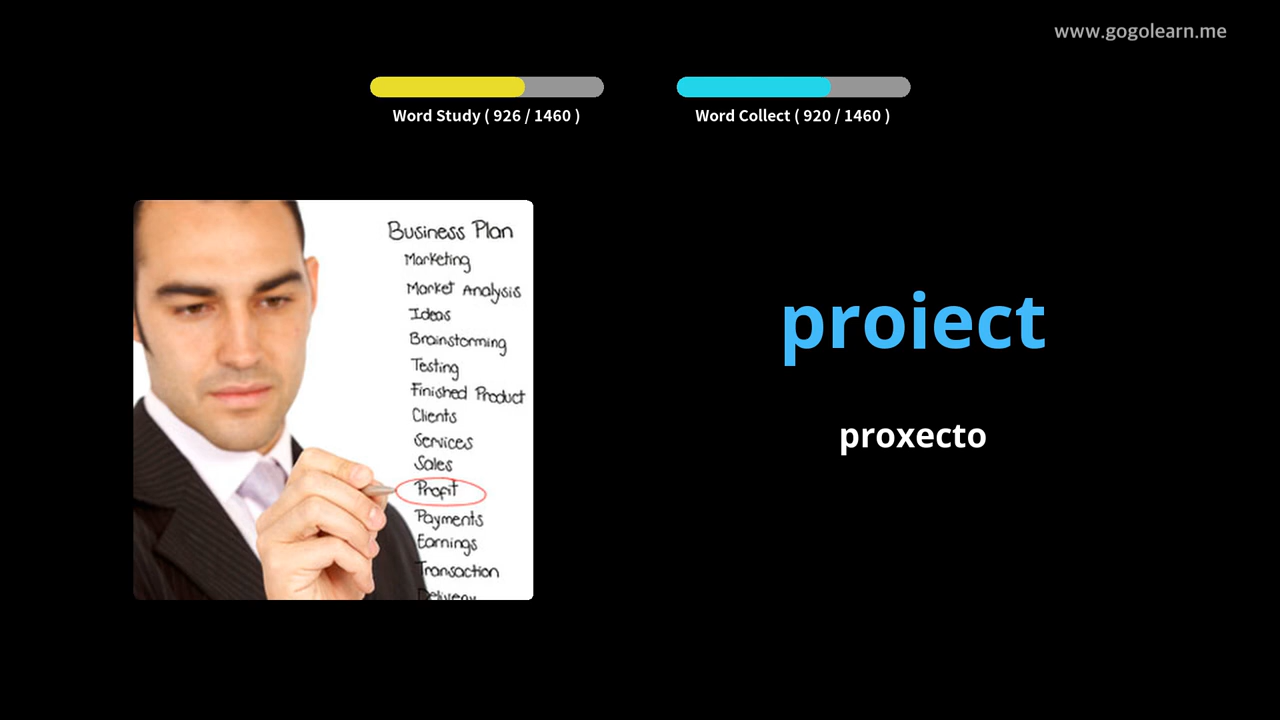 www.gogolearn.me
Word Study ( 926 / 1460 )
Word Collect ( 920 / 1460 )
Business Plan
Marketing
Market Analysis
Ideas
Brainstorming
Testing
Finished Product
Clients
Services
Sales
Profit
Payments
Earnings
Transaction
Delivery
proiect
proxecto